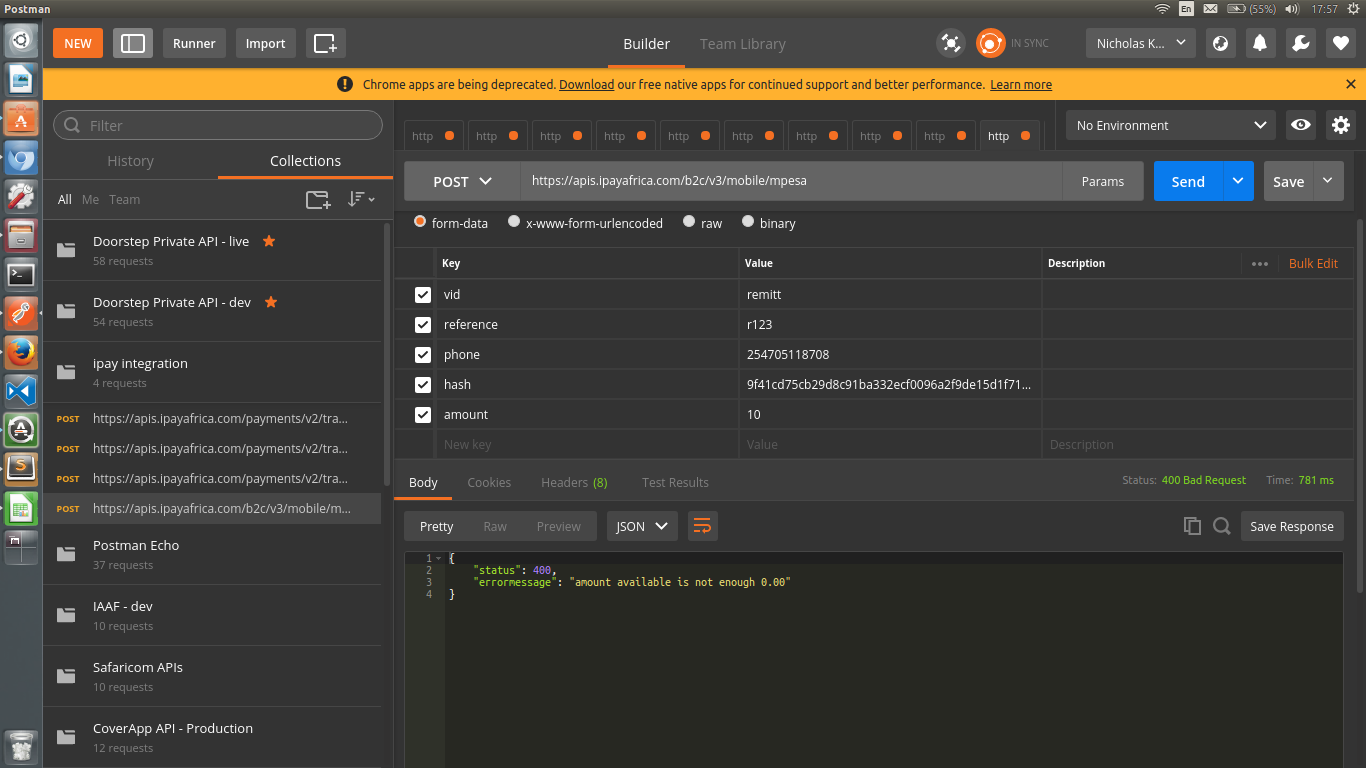 Postman
En
(55%)
17:57
NEW
Runner
Import
Builder
Team Library
IN SYNC
Nicholas K...
! Chrome apps are being deprecated. Download our free native apps for continued support and better performance. Learn more
Filter
History
Collections
All Me Team
Doorstep Private API - live
58 requests
Doorstep Private API - dev
54 requests
ipay integration
4 requests
POST https://apis.ipayafrica.com/payments/v2/tra...
POST https://apis.ipayafrica.com/payments/v2/tra...
POST https://apis.ipayafrica.com/payments/v2/tra...
POST https://apis.ipayafrica.com/b2c/v3/mobile/m...
Postman Echo
37 requests
IAAF - dev
10 requests
Safaricom APIs
10 requests
CoverApp API - Production
12 requests
http http http http http http http http http http
No Environment
POST https://apis.ipayafrica.com/b2c/v3/mobile/mpesa Params Send Save
form-data x-www-form-urlencoded raw binary
Key Value Description ••• Bulk Edit
vid remitt
reference r123
phone 254705118708
hash 9f41cd75cb29d8c91ba332ecf0096a2f9de15d1f71...
amount 10
New key Value Description
Body Cookies Headers (8) Test Results Status: 400 Bad Request Time: 781 ms
Pretty Raw Preview JSON Save Response
1 {
2 "status": 400,
3 "errormessage": "amount available is not enough 0.00"
4 }